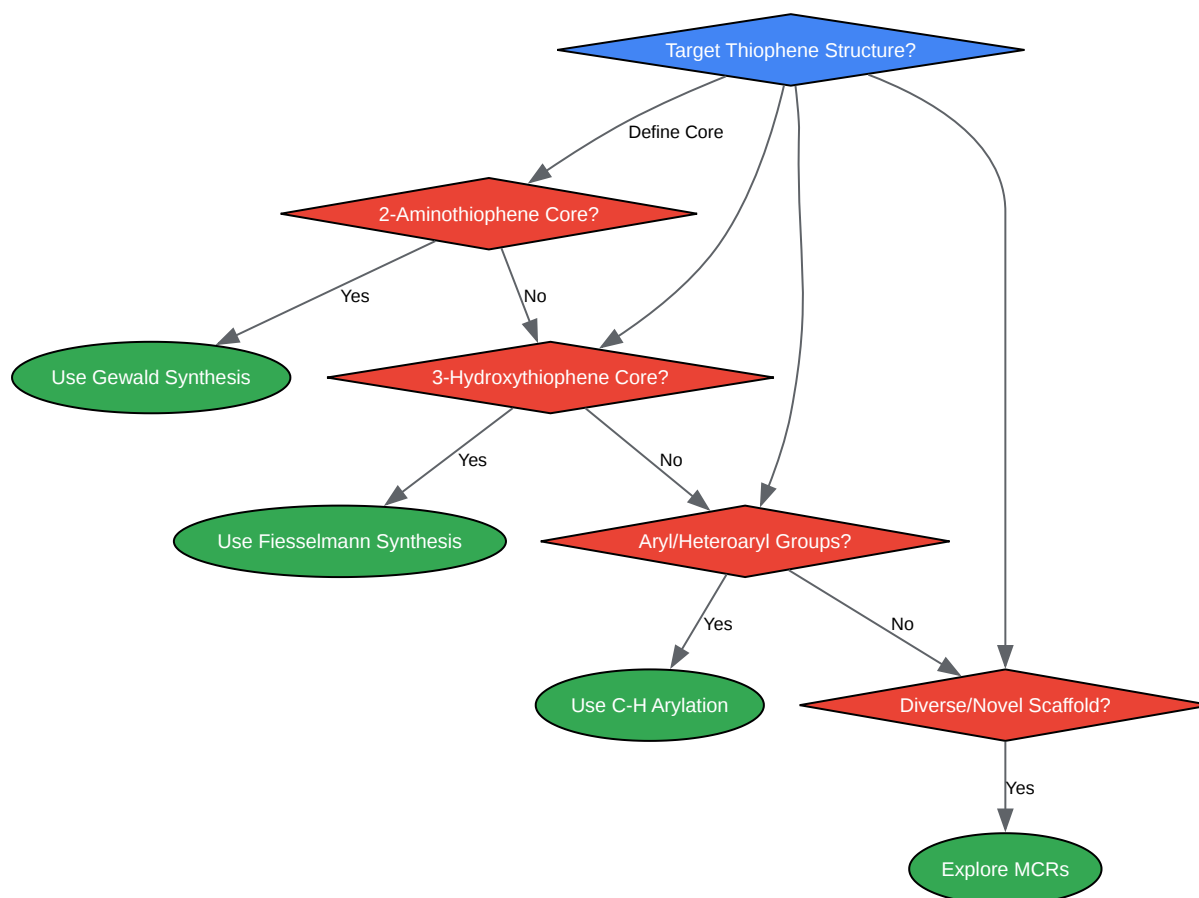 Target Thiophene Structure?
Define Core
2-Aminothiophene Core?
Yes
No
Use Gewald Synthesis
3-Hydroxythiophene Core?
Yes
No
Use Fiesselmann Synthesis
Aryl/Heteroaryl Groups?
Yes
No
Use C-H Arylation
Diverse/Novel Scaffold?
Yes
Explore MCRs